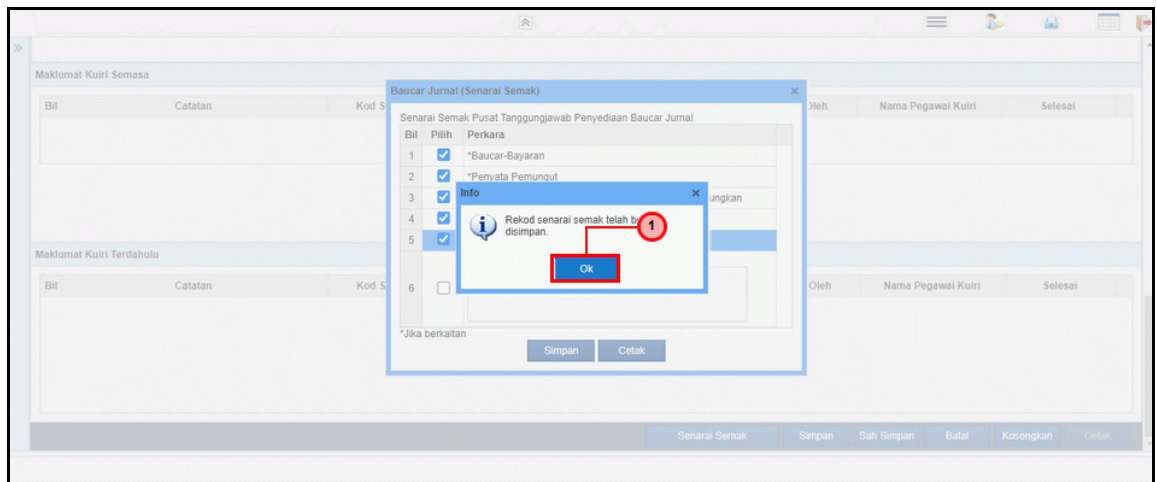 Maklumat Kuiri Semasa
Bil Catatan Kod S Oleh Nama Pegawai Kuiri Selesai
Baucar Jurnal (Senarai Semak)
Senarai Semak Pusat Tanggungjawab Penyediaan Baucar Jurnal
Bil Pilih Perkara
1 *Baucar-Bayaran
2 *Penyata Pemungut
3 ungkan
4
5
6
*Jika berkaitan
Simpan Cetak
Info
Rekod senarai semak telah
disimpan.
1
Ok
Maklumat Kuiri Terdahulu
Bil Catatan Kod S Oleh Nama Pegawai Kuiri Selesai
Senarai Semak Simpan Sah Simpan Batal Kosongkan Cetak